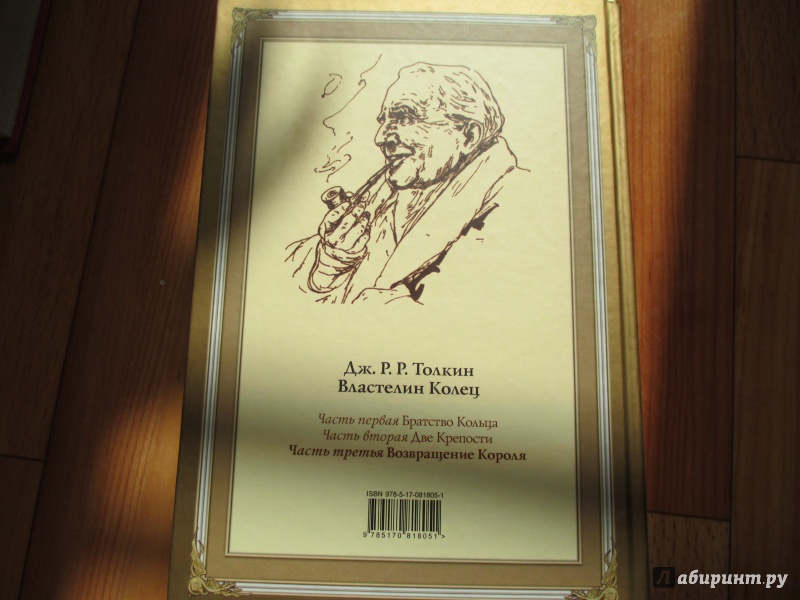 Дж. Р. Р. Толкин
Властелин Колец
Часть первая Братство Кольца
Часть вторая Две Крепости
Часть третья Возвращение Короля
ISBN 978-5-17-081805-1
9 785170 818051 >
Лабиринт.ру